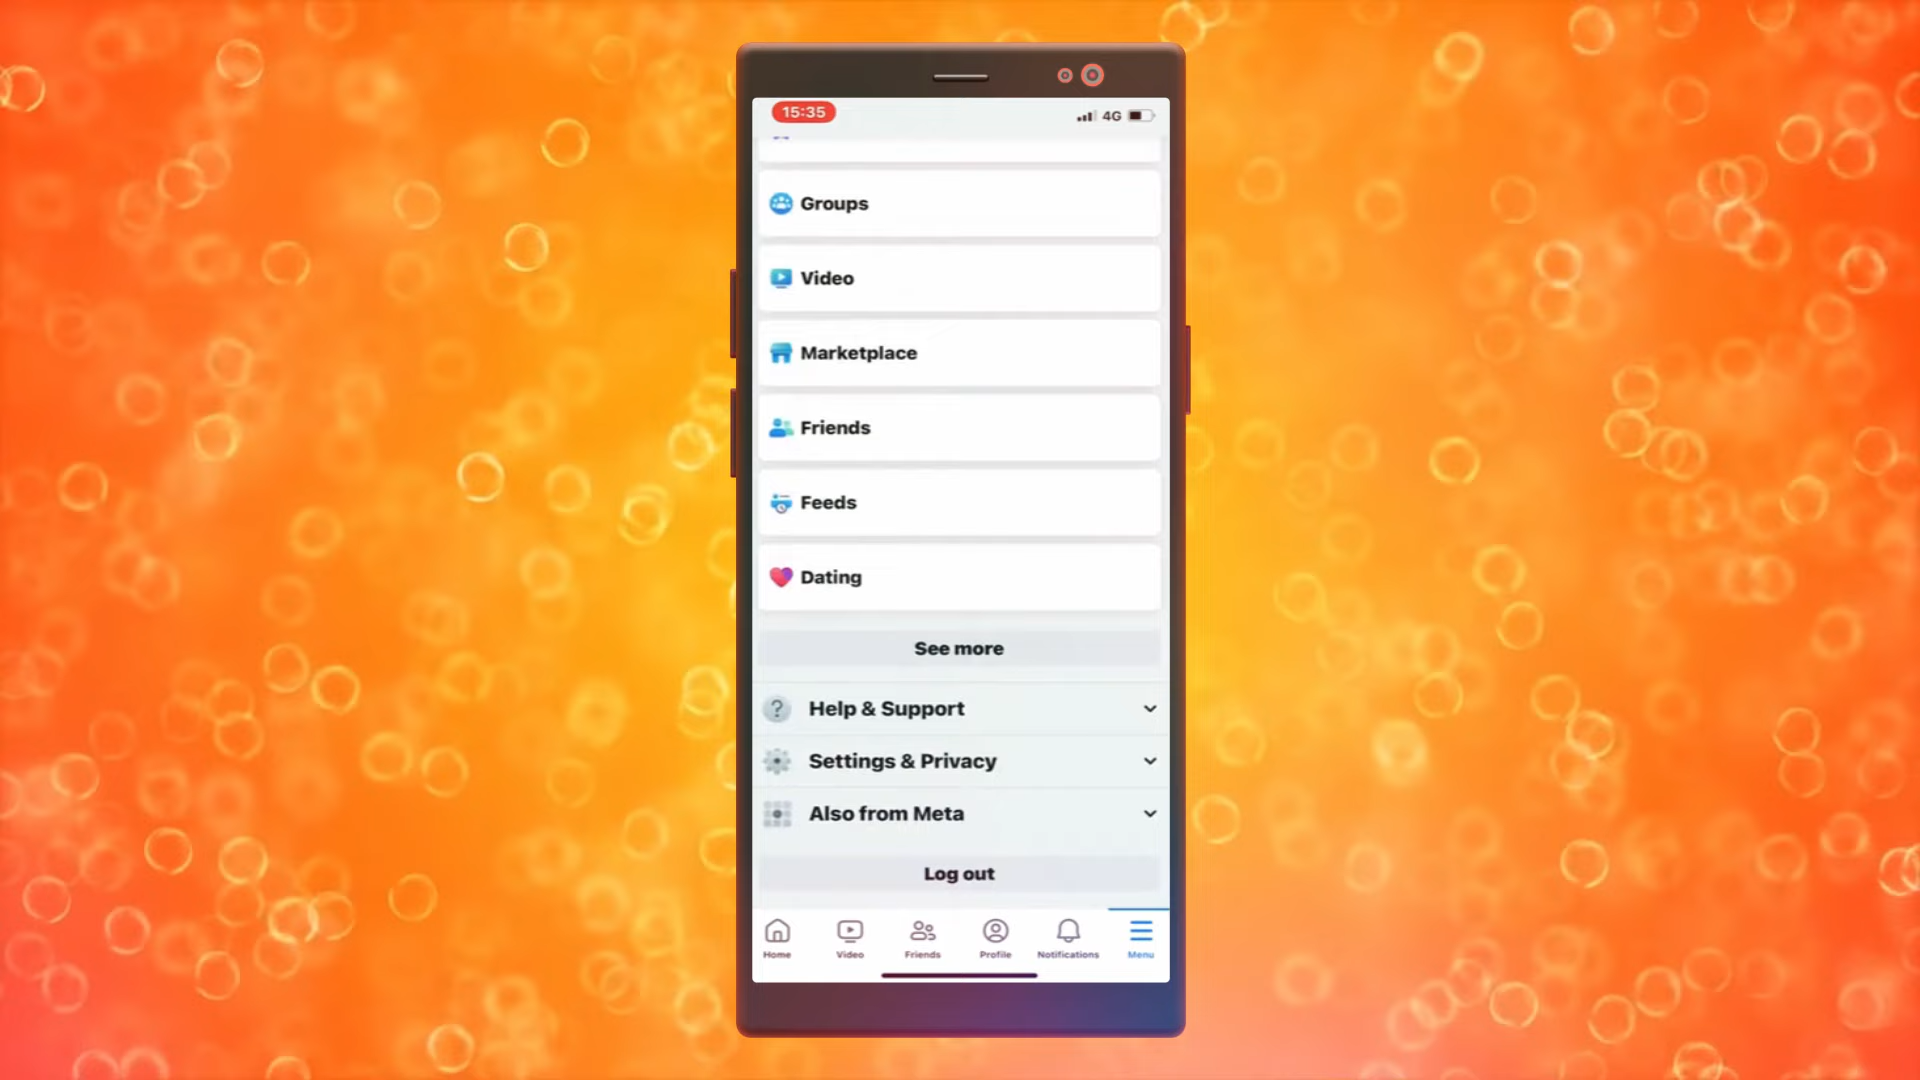 15:35
4G
Groups
Video
Marketplace
Friends
Feeds
Dating
See more
Help & Support
Settings & Privacy
Also from Meta
Log out
Home Video Friends Profile Notifications Menu